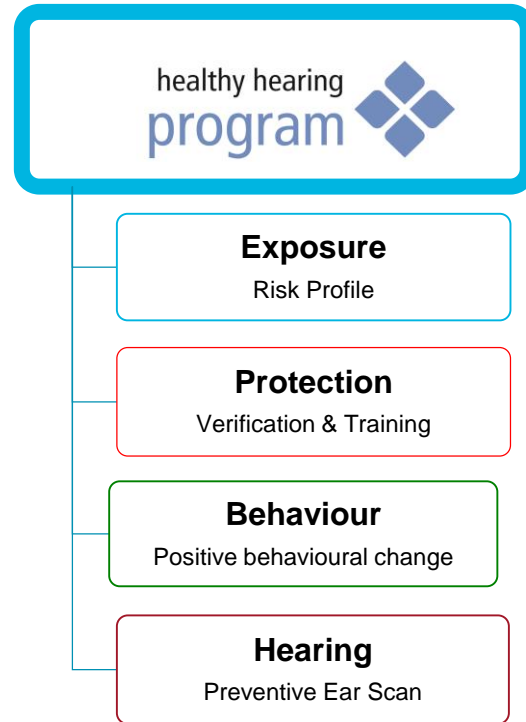 healthy hearing
program
Exposure
Risk Profile
Protection
Verification & Training
Behaviour
Positive behavioural change
Hearing
Preventive Ear Scan